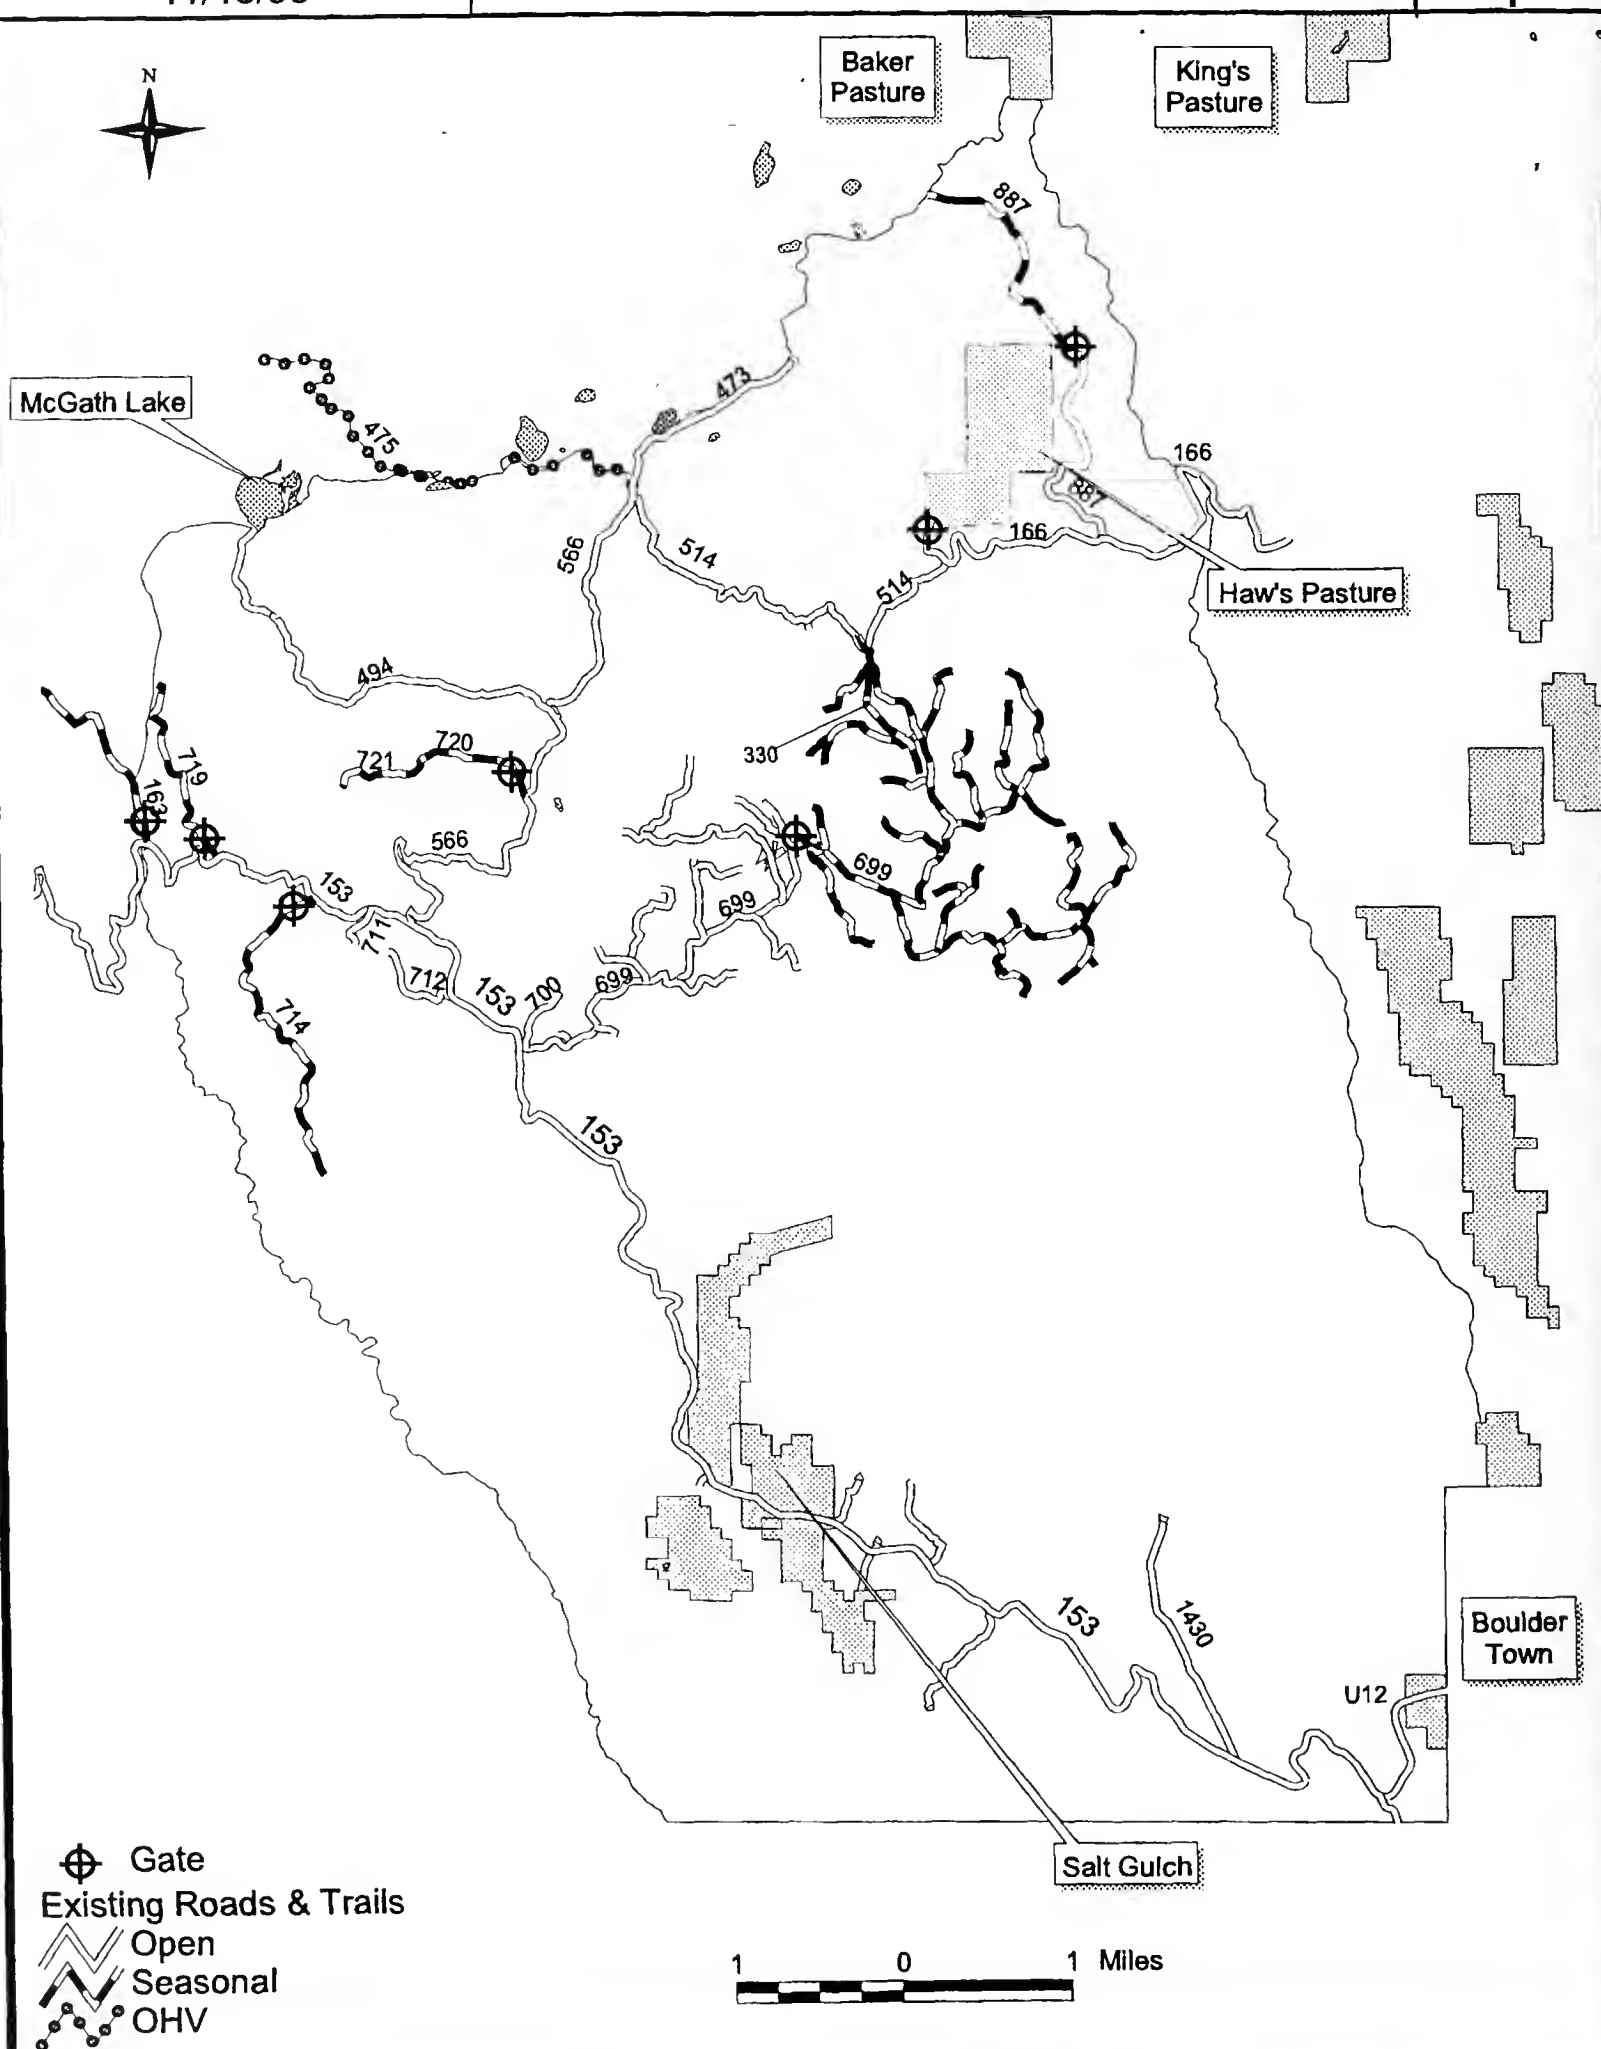 N
Baker
Pasture
King's
Pasture
887
McGath Lake
473
475
166
887
166
566
514
514
Haw's Pasture
494
719
720
721
330
163
566
699
153
699
711
712
153
700
699
714
153
153
1430
Boulder
Town
U12
Salt Gulch
Gate
Existing Roads & Trails
Open
Seasonal
OHV
1 0 1 Miles